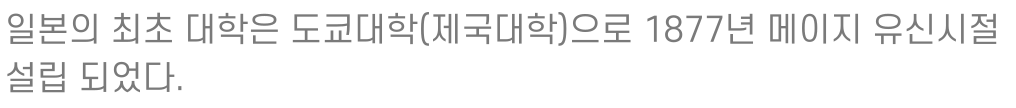 일본의 최초 대학은 도쿄대학(제국대학)으로 1877년 메이지 유신시절
설립 되었다.